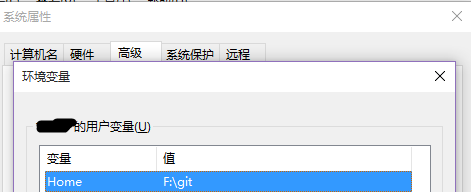 系统属性
计算机名 硬件 高级 系统保护 远程
环境变量
的用户变量(U)
变量 值
Home F:\git